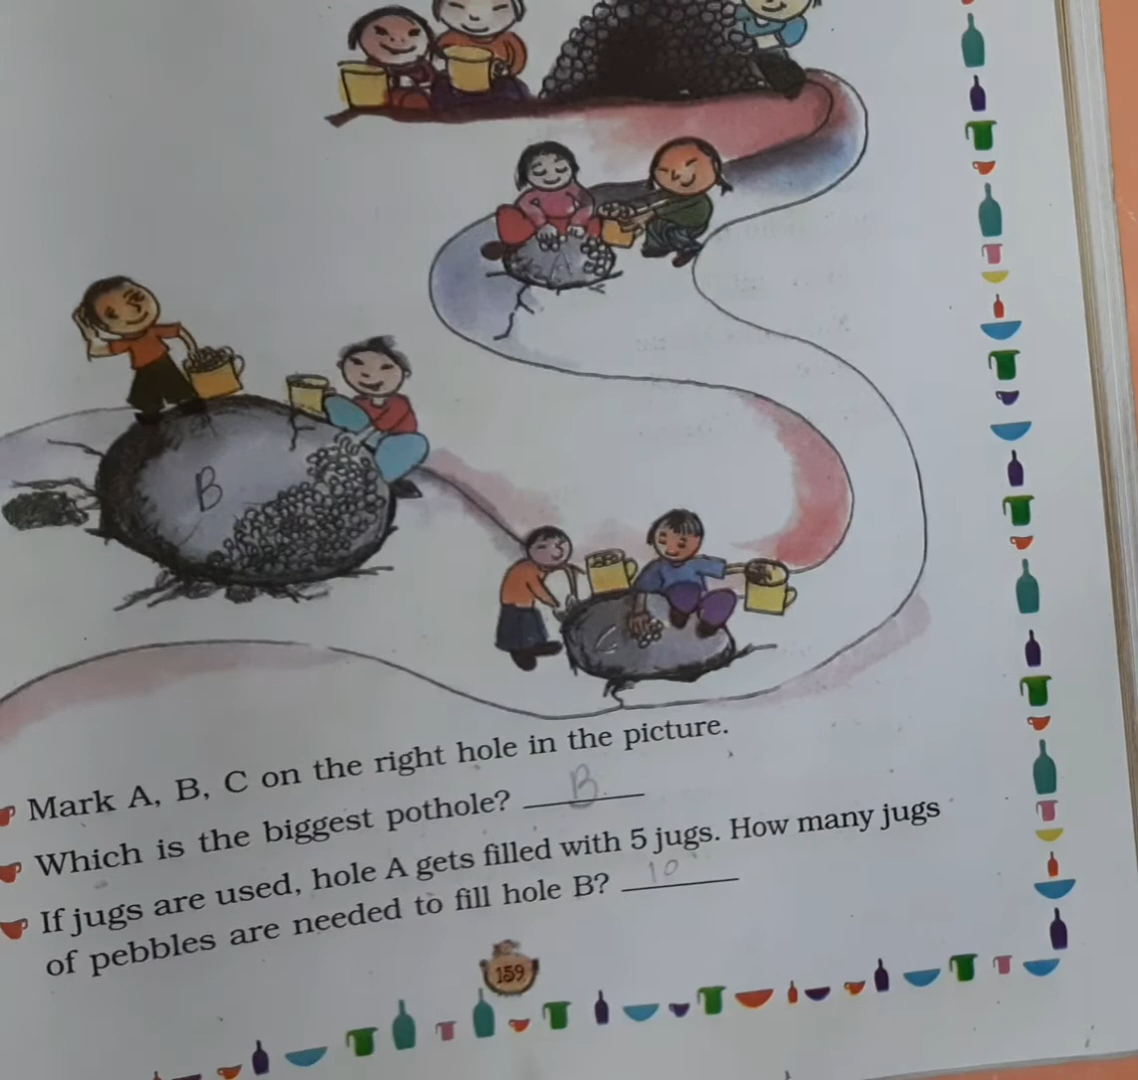 B
A
C
Mark A, B, C on the right hole in the picture.
Which is the biggest pothole? B
If jugs are used, hole A gets filled with 5 jugs. How many jugs
of pebbles are needed to fill hole B? 10
159